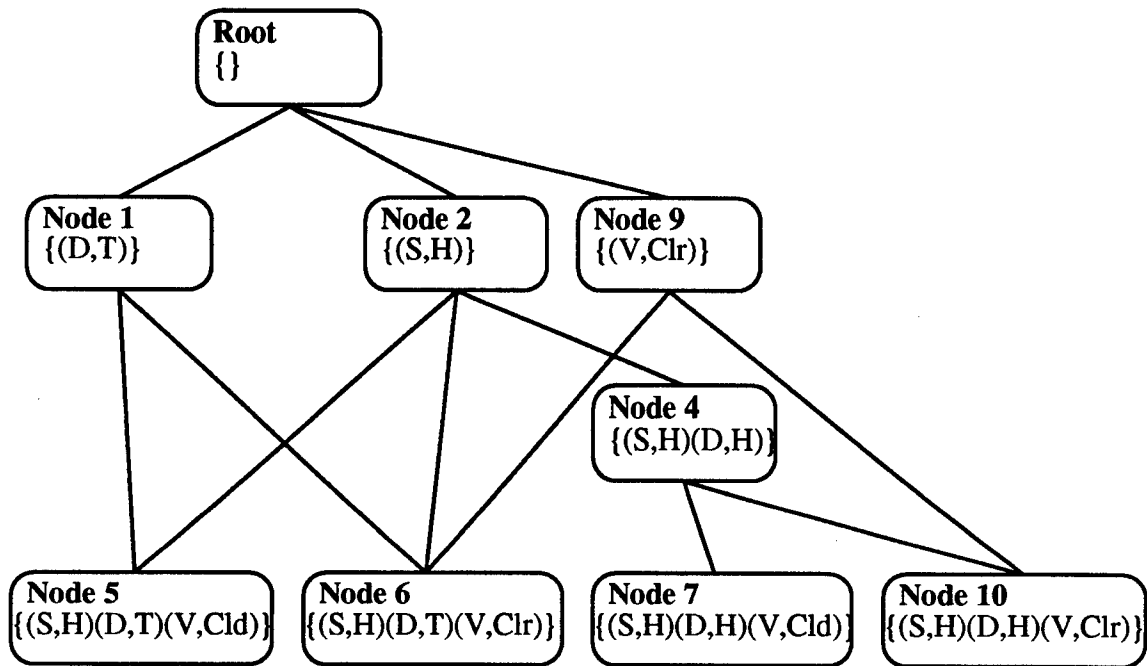 Root
{}
Node 1
{(D,T)}
Node 2
{(S,H)}
Node 9
{(V,Clr)}
Node 4
{(S,H)(D,H)}
Node 5
{(S,H)(D,T)(V,Cld)}
Node 6
{(S,H)(D,T)(V,Clr)}
Node 7
{(S,H)(D,H)(V,Cld)}
Node 10
{(S,H)(D,H)(V,Clr)}